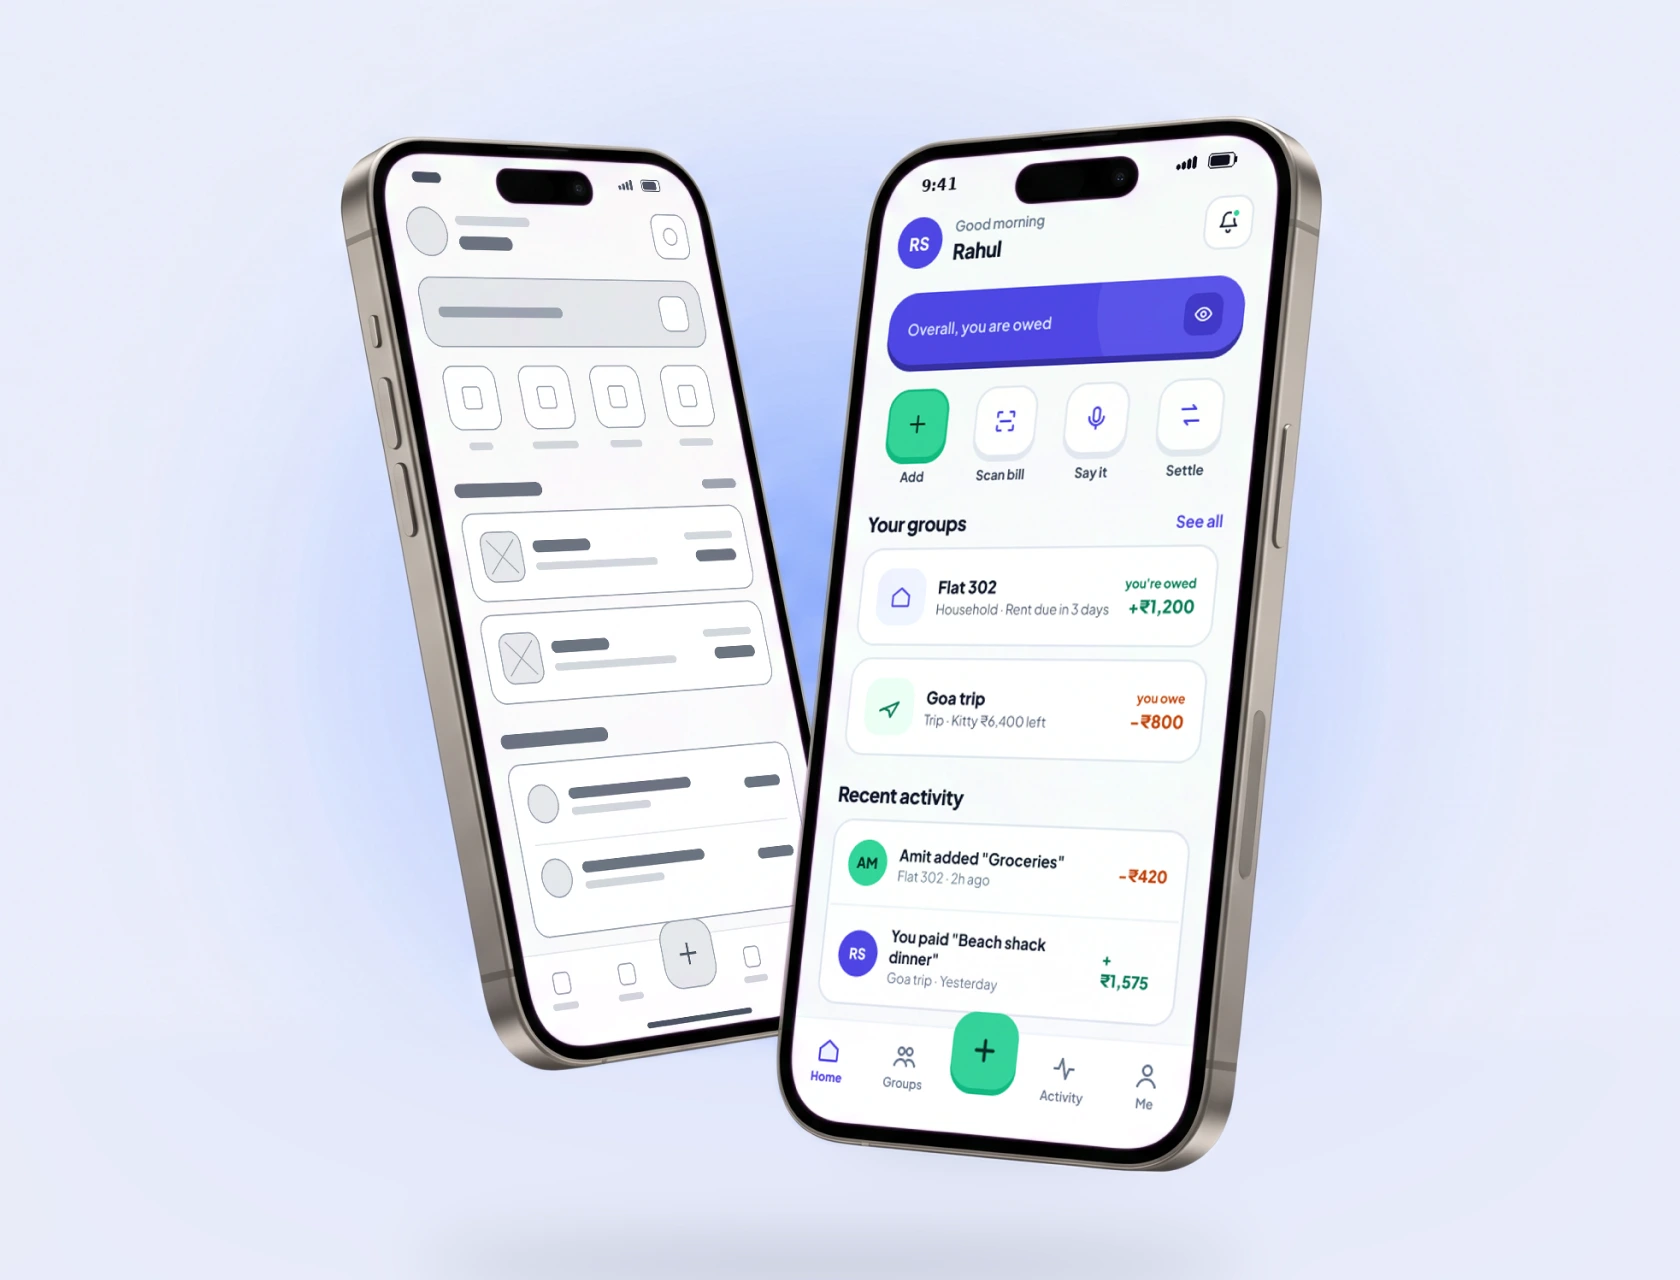 9:41
RS
Good morning
Rahul
Overall, you are owed
Add
Scan bill
Say it
Settle
Your groups
See all
Flat 302
Household · Rent due in 3 days
you're owed
+₹1,200
Goa trip
Trip · Kitty ₹6,400 left
you owe
-₹800
Recent activity
AM
Amit added "Groceries"
Flat 302 · 2h ago
-₹420
RS
You paid "Beach shack
dinner"
Goa trip · Yesterday
+
₹1,575
Home
Groups
Activity
Me